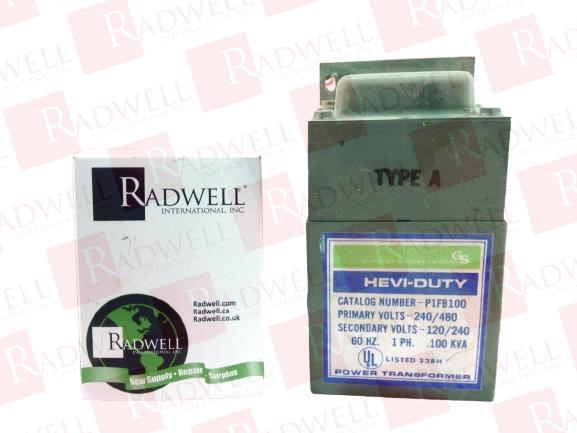 RADWELL
INTERNATIONAL, INC.
Radwell.com
Radwell.ca
Radwell.co.uk
RADWELL
INTERNATIONAL, INC.
New Supply • Repair • Surplus
TYPE A
GS
HEVI-DUTY
CATALOG NUMBER-P1FB100
PRIMARY VOLTS-240/480
SECONDARY VOLTS-120/240
60 HZ. 1 PH. .100 KVA
UL LISTED 338H
POWER TRANSFORMER